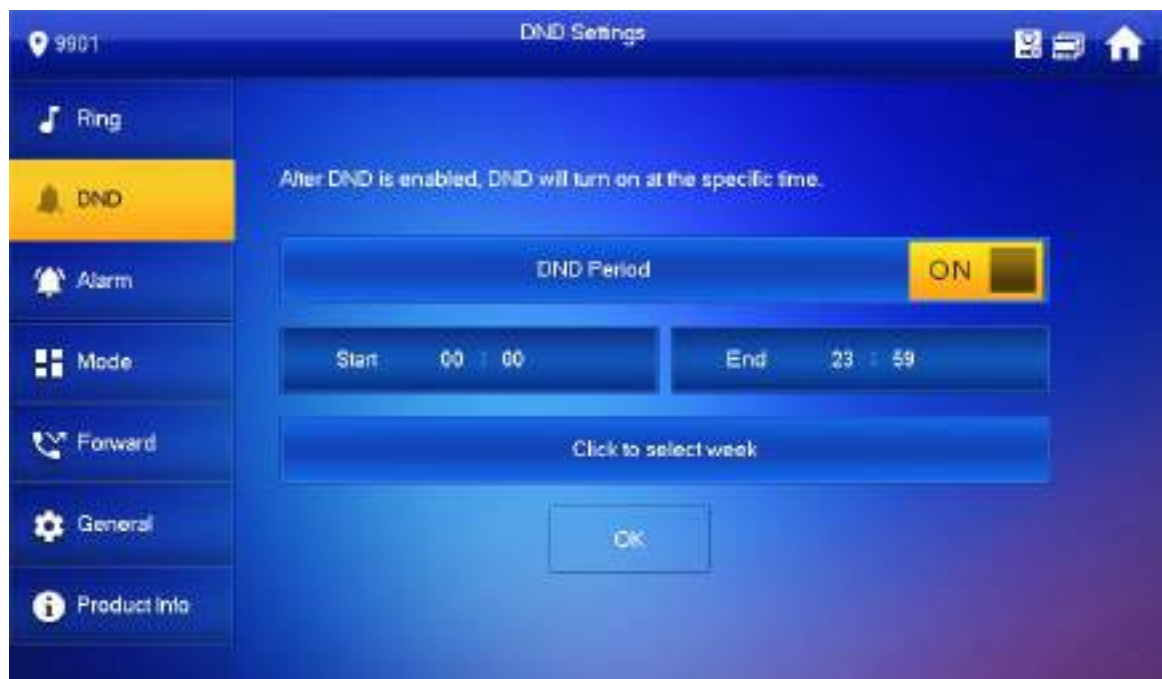 9901
DND Settings
Ring
DND
Alarm
Mode
Forward
General
Product Info
After DND is enabled, DND will turn on at the specific time.
DND Period
ON
Start 00 : 00
End 23 : 59
Click to select week
OK